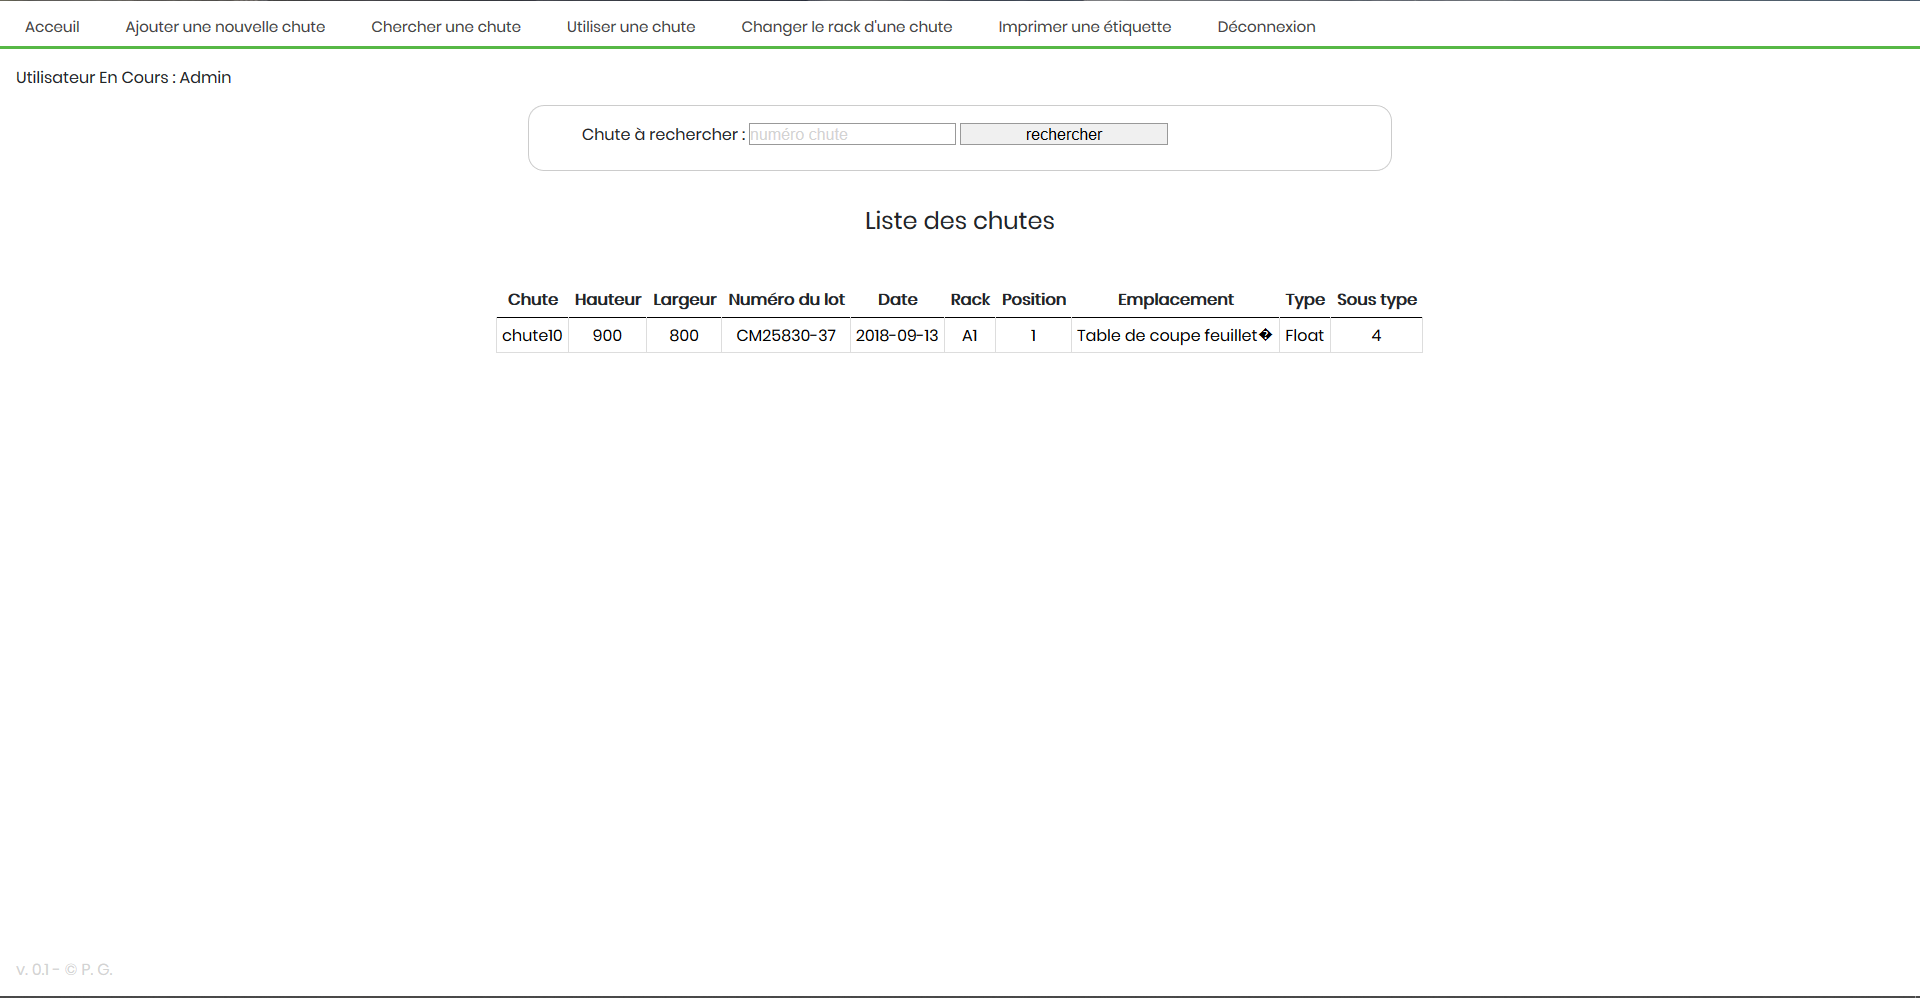 Acceuil Ajouter une nouvelle chute Chercher une chute Utiliser une chute Changer le rack d'une chute Imprimer une étiquette Déconnexion
Utilisateur En Cours : Admin
Chute à rechercher : numéro chute rechercher
Liste des chutes
Chute Hauteur Largeur Numéro du lot Date Rack Position Emplacement Type Sous type
chute10 900 800 CM25830-37 2018-09-13 A1 1 Table de coupe feuillet� Float 4
v. 0.1 - © P. G.